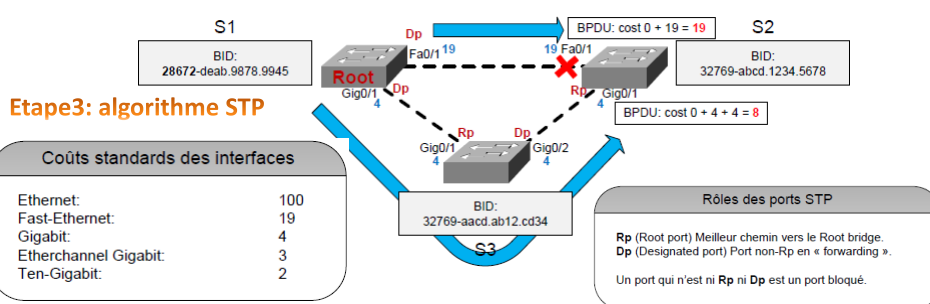 S1
BID:
28672-deab.9878.9945
Dp
BPDU: cost 0 + 19 = 19
S2
BID:
32769-abcd.1234.5678
Fa0/1 19
19 Fa0/1
Root
Gig0/1 Dp
4
Rp Gig0/1
4
BPDU: cost 0 + 4 + 4 = 8
Etape3: algorithme STP
Rp
Gig0/1
4
Dp
Gig0/2
4
BID:
32769-aacd.ab12.cd34
S3
Coûts standards des interfaces
Ethernet: 100
Fast-Ethernet: 19
Gigabit: 4
Etherchannel Gigabit: 3
Ten-Gigabit: 2
Rôles des ports STP
Rp (Root port) Meilleur chemin vers le Root bridge.
Dp (Designated port) Port non-Rp en « forwarding ».
Un port qui n'est ni Rp ni Dp est un port bloqué.